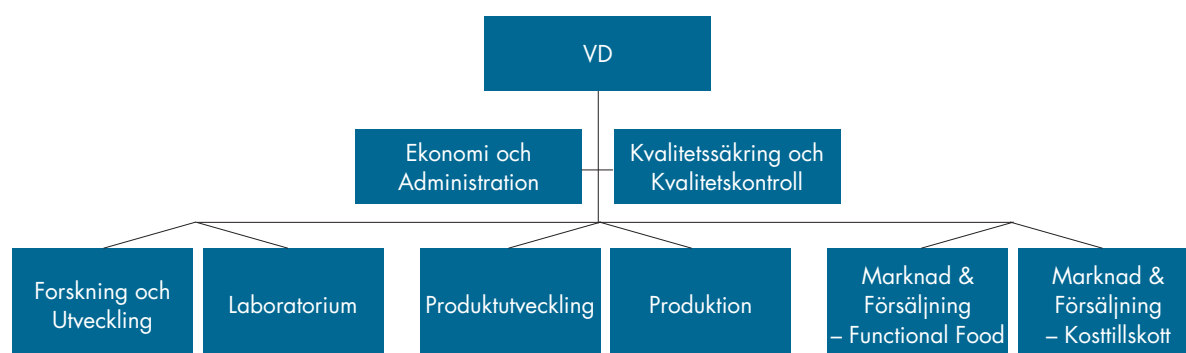 VD
Ekonomi och
Administration
Kvalitetssäkring och
Kvalitetskontroll
Forskning och
Utveckling
Laboratorium
Produktutveckling
Produktion
Marknad &
Försäljning
– Functional Food
Marknad &
Försäljning
– Kosttillskott